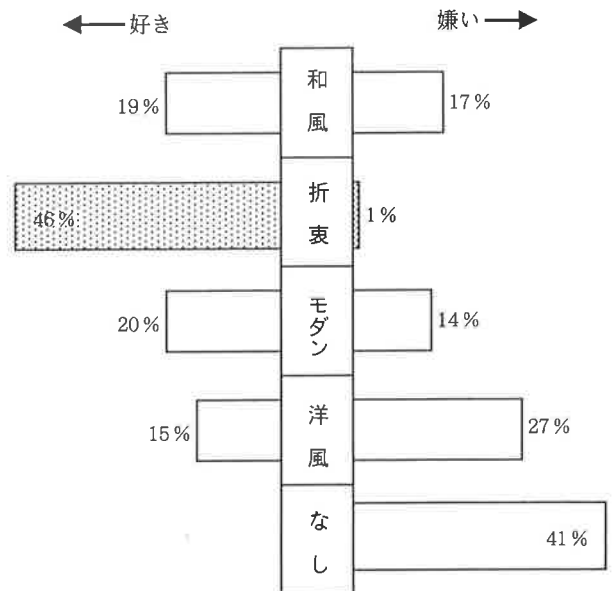 ← 好き
嫌い →
19% 和風 17%
46% 折衷 1%
20% モダン 14%
15% 洋風 27%
なし 41%